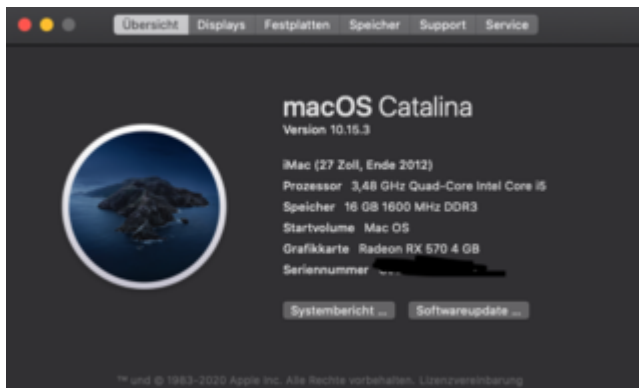 Übersicht Displays Festplatten Speicher Support Service
macOS Catalina
Version 10.15.3
iMac (27 Zoll, Ende 2012)
Prozessor 3,48 GHz Quad-Core Intel Core i5
Speicher 16 GB 1600 MHz DDR3
Startvolume Mac OS
Grafikkarte Radeon RX 570 4 GB
Seriennummer
Systembericht ...
Softwareupdate ...
™ und © 1983-2020 Apple Inc. Alle Rechte vorbehalten. Lizenzvereinbarung